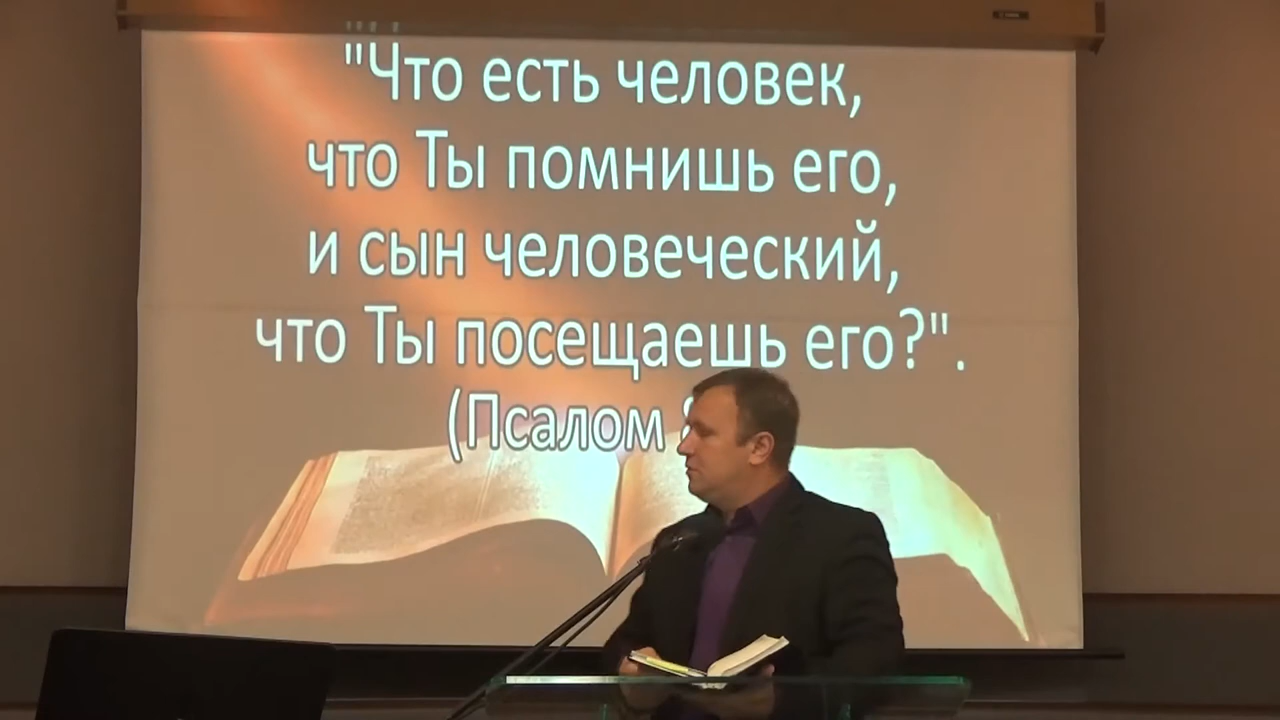 "Что есть человек,
что Ты помнишь его,
и сын человеческий,
что Ты посещаешь его?".
(Псалом